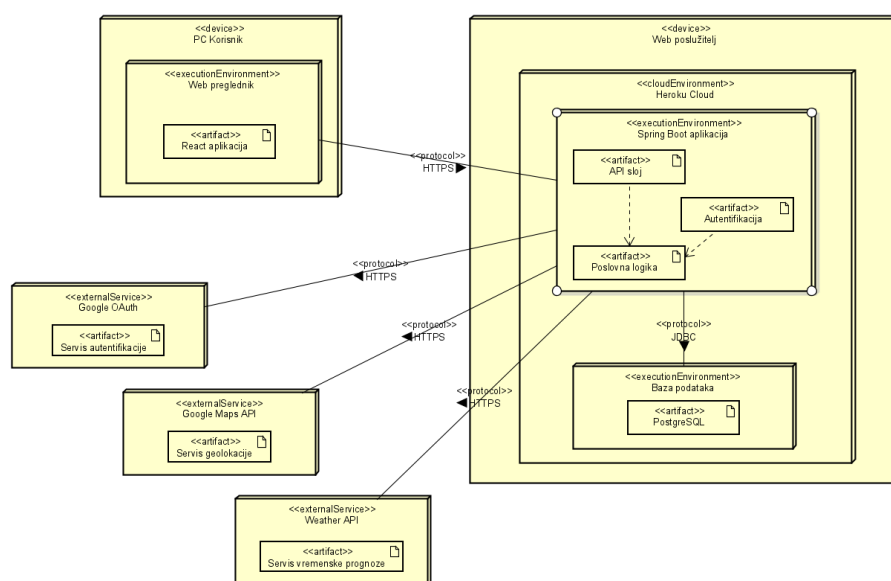 <<device>>
PC Korisnik
<<executionEnvironment>>
Web preglednik
<<artifact>>
React aplikacija
<<protocol>>
HTTPS
<<device>>
Web poslužitelj
<<cloudEnvironment>>
Heroku Cloud
<<executionEnvironment>>
Spring Boot aplikacija
<<artifact>>
API sloj
<<artifact>>
Autentifikacija
<<artifact>>
Poslovna logika
<<protocol>>
HTTPS
<<externalService>>
Google OAuth
<<artifact>>
Servis autentifikacije
<<protocol>>
HTTPS
<<protocol>>
JDBC
<<executionEnvironment>>
Baza podataka
<<artifact>>
PostgreSQL
<<externalService>>
Google Maps API
<<artifact>>
Servis geolokacije
<<protocol>>
HTTPS
<<externalService>>
Weather API
<<artifact>>
Servis vremenske prognoze